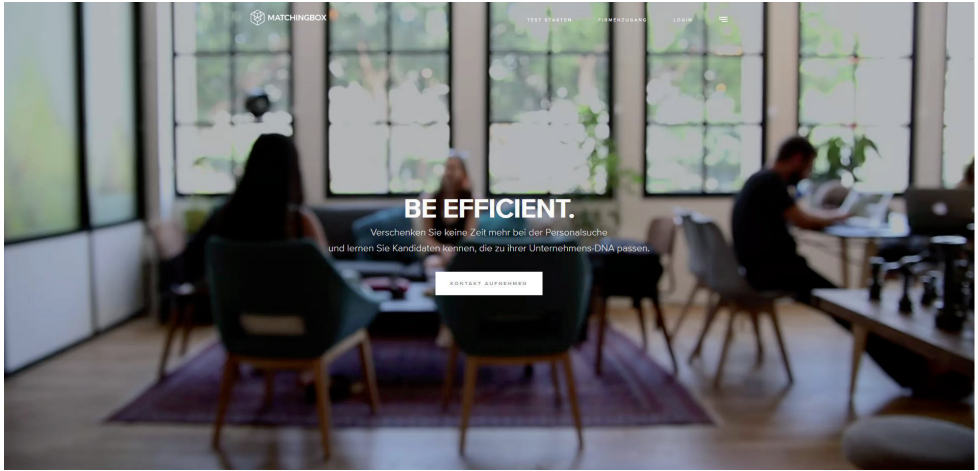 MATCHINGBOX
TEST STARTEN
FIRMENZUGANG
LOGIN
BE EFFICIENT.
Verschenken Sie keine Zeit mehr bei der Personalsuche
und lernen Sie Kandidaten kennen, die zu ihrer Unternehmens-DNA passen.
KONTAKT AUFNEHMEN